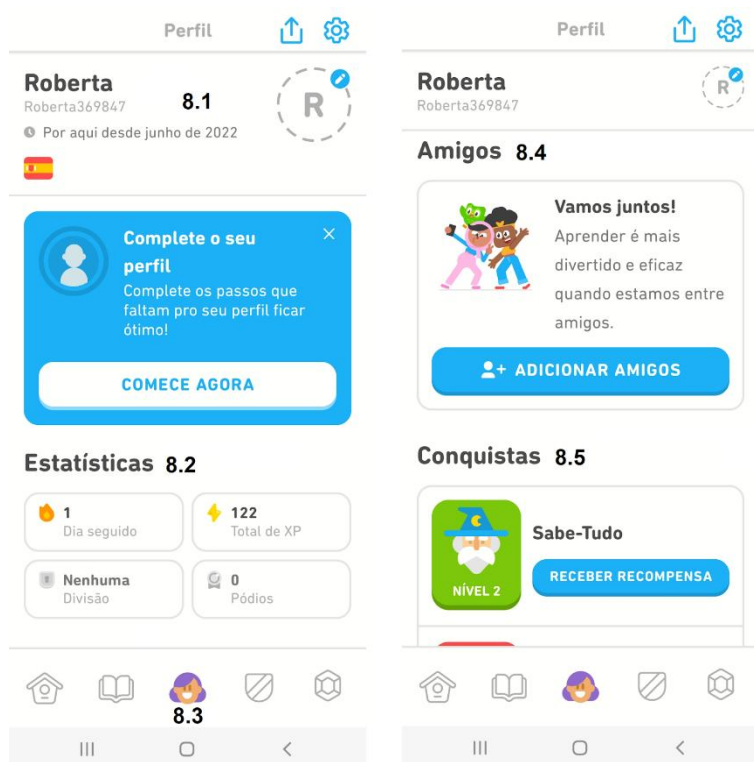 Perfil
Roberta
Roberta369847
8.1
R
Por aqui desde junho de 2022
Complete o seu
perfil
Complete os passos que
faltam pro seu perfil ficar
ótimo!
COMECE AGORA
Estatísticas 8.2
1
Dia seguido
122
Total de XP
Nenhuma
Divisão
0
Pódios
8.3
Perfil
Roberta
Roberta369847
R
Amigos 8.4
Vamos juntos!
Aprender é mais
divertido e eficaz
quando estamos entre
amigos.
ADICIONAR AMIGOS
Conquistas 8.5
Sabe-Tudo
RECEBER RECOMPENSA
NÍVEL 2